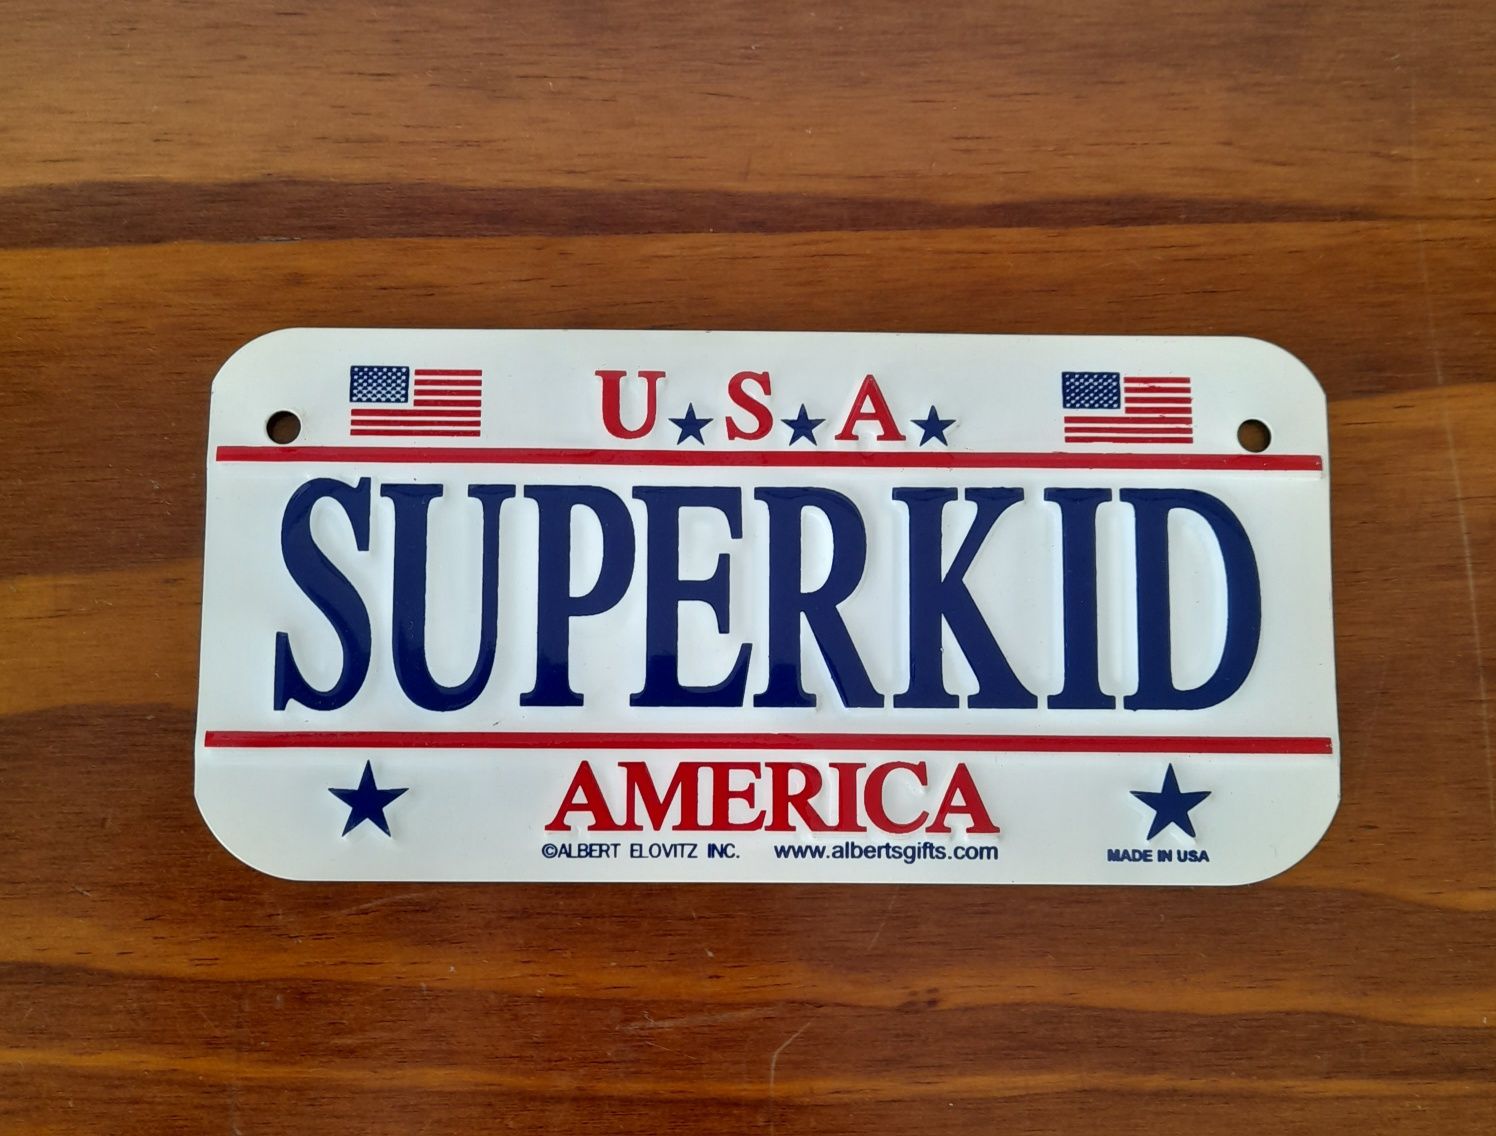 U.S.A.
SUPERKID
AMERICA
©ALBERT ELOVITZ INC. www.albertsgifts.com MADE IN USA